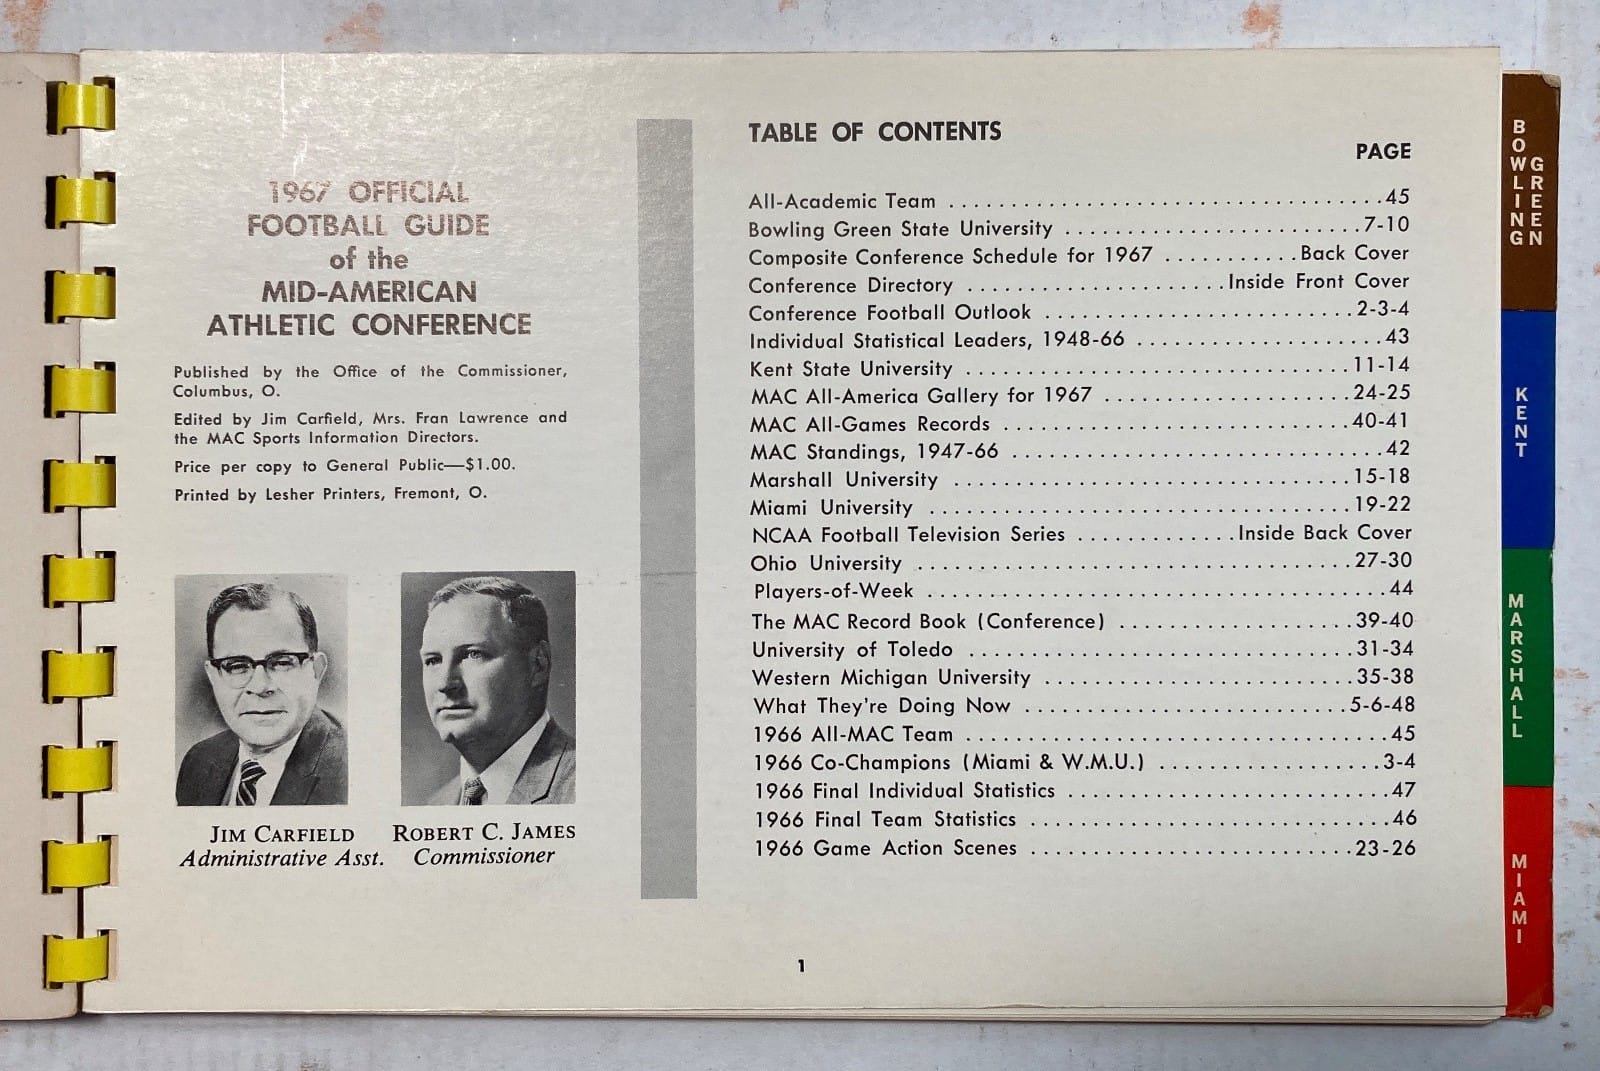 1967 OFFICIAL
FOOTBALL GUIDE
of the
MID-AMERICAN
ATHLETIC CONFERENCE
Published by the Office of the Commissioner,
Columbus, O.
Edited by Jim Carfield, Mrs. Fran Lawrence and
the MAC Sports Information Directors.
Price per copy to General Public—$1.00.
Printed by Lesher Printers, Fremont, O.
JIM CARFIELD
Administrative Asst.
ROBERT C. JAMES
Commissioner
TABLE OF CONTENTS
PAGE
All-Academic Team . . . . . . . . . . 45
Bowling Green State University . . . . . . . . . . 7-10
Composite Conference Schedule for 1967 . . . . . . . . . . Back Cover
Conference Directory . . . . . . . . . . Inside Front Cover
Conference Football Outlook . . . . . . . . . . 2-3-4
Individual Statistical Leaders, 1948-66 . . . . . . . . . . 43
Kent State University . . . . . . . . . . 11-14
MAC All-America Gallery for 1967 . . . . . . . . . . 24-25
MAC All-Games Records . . . . . . . . . . 40-41
MAC Standings, 1947-66 . . . . . . . . . . 42
Marshall University . . . . . . . . . . 15-18
Miami University . . . . . . . . . . 19-22
NCAA Football Television Series . . . . . . . . . . Inside Back Cover
Ohio University . . . . . . . . . . 27-30
Players-of-Week . . . . . . . . . . 44
The MAC Record Book (Conference) . . . . . . . . . . 39-40
University of Toledo . . . . . . . . . . 31-34
Western Michigan University . . . . . . . . . . 35-38
What They're Doing Now . . . . . . . . . . 5-6-48
1966 All-MAC Team . . . . . . . . . . 45
1966 Co-Champions (Miami & W.M.U.) . . . . . . . . . . 3-4
1966 Final Individual Statistics . . . . . . . . . . 47
1966 Final Team Statistics . . . . . . . . . . 46
1966 Game Action Scenes . . . . . . . . . . 23-26
1
BOWLING
GREEN
KENT
MARSHALL
MIAMI